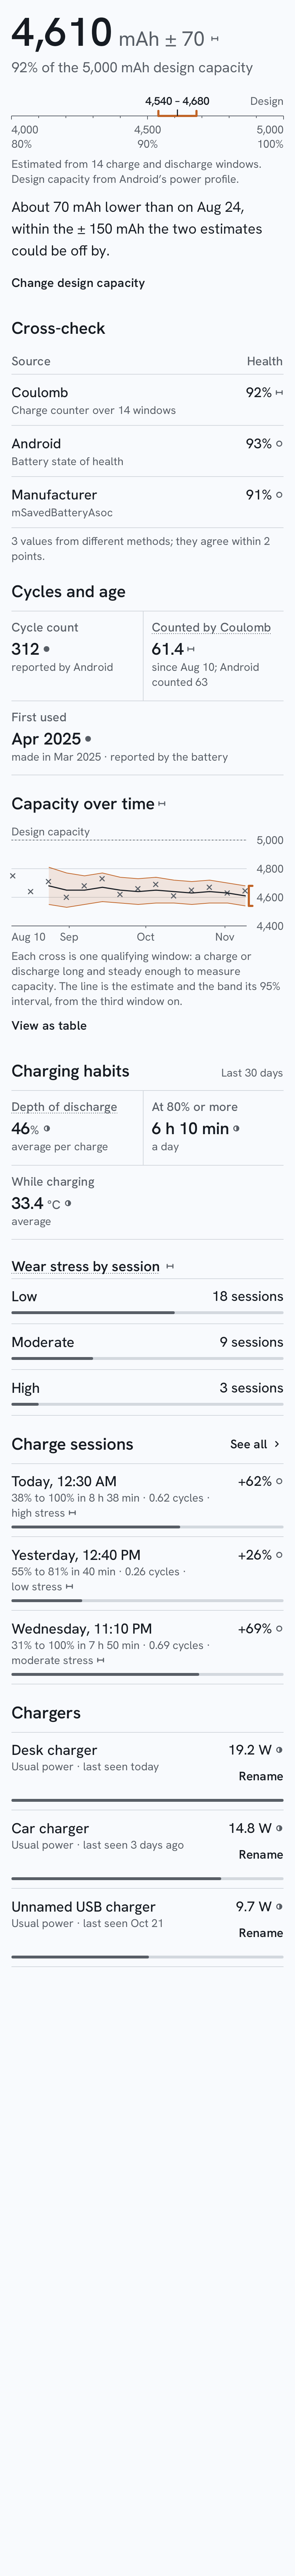 4,610 mAh ± 70
92% of the 5,000 mAh design capacity
4,540 – 4,680 Design
4,000 4,500 5,000
80% 90% 100%
Estimated from 14 charge and discharge windows.
Design capacity from Android's power profile.
About 70 mAh lower than on Aug 24,
within the ± 150 mAh the two estimates
could be off by.
Change design capacity
Cross-check
Source Health
Coulomb 92%
Charge counter over 14 windows
Android 93%
Battery state of health
Manufacturer 91%
mSavedBatteryAsoc
3 values from different methods; they agree within 2
points.
Cycles and age
Cycle count Counted by Coulomb
312 61.4
reported by Android since Aug 10; Android
counted 63
First used
Apr 2025
made in Mar 2025 · reported by the battery
Capacity over time
Design capacity
5,000
4,800
4,600
4,400
Aug 10 Sep Oct Nov
Each cross is one qualifying window: a charge or
discharge long and steady enough to measure
capacity. The line is the estimate and the band its 95%
interval, from the third window on.
View as table
Charging habits Last 30 days
Depth of discharge At 80% or more
46% 6 h 10 min
average per charge a day
While charging
33.4 °C
average
Wear stress by session
Low 18 sessions
Moderate 9 sessions
High 3 sessions
Charge sessions See all
Today, 12:30 AM +62%
38% to 100% in 8 h 38 min · 0.62 cycles ·
high stress
Yesterday, 12:40 PM +26%
55% to 81% in 40 min · 0.26 cycles ·
low stress
Wednesday, 11:10 PM +69%
31% to 100% in 7 h 50 min · 0.69 cycles ·
moderate stress
Chargers
Desk charger 19.2 W
Usual power · last seen today
Rename
Car charger 14.8 W
Usual power · last seen 3 days ago
Rename
Unnamed USB charger 9.7 W
Usual power · last seen Oct 21
Rename